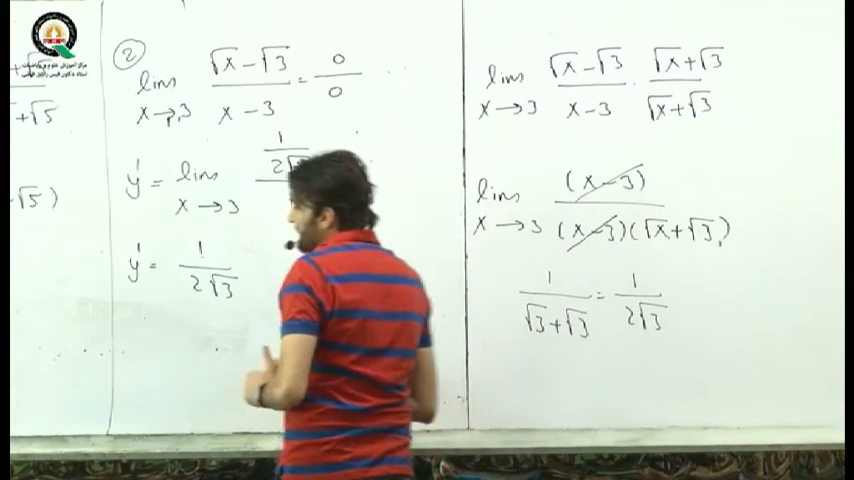 +√5
②
lim x→3 (√x - √3)/(x - 3) = 0/0
y' = lim x→3 1/(2√
y' = 1/(2√3)
lim x→3 (√x - √3)/(x - 3) · (√x + √3)/(√x + √3)
lim x→3 (x - 3)/((x - 3)(√x + √3))
1/(√3 + √3) = 1/(2√3)